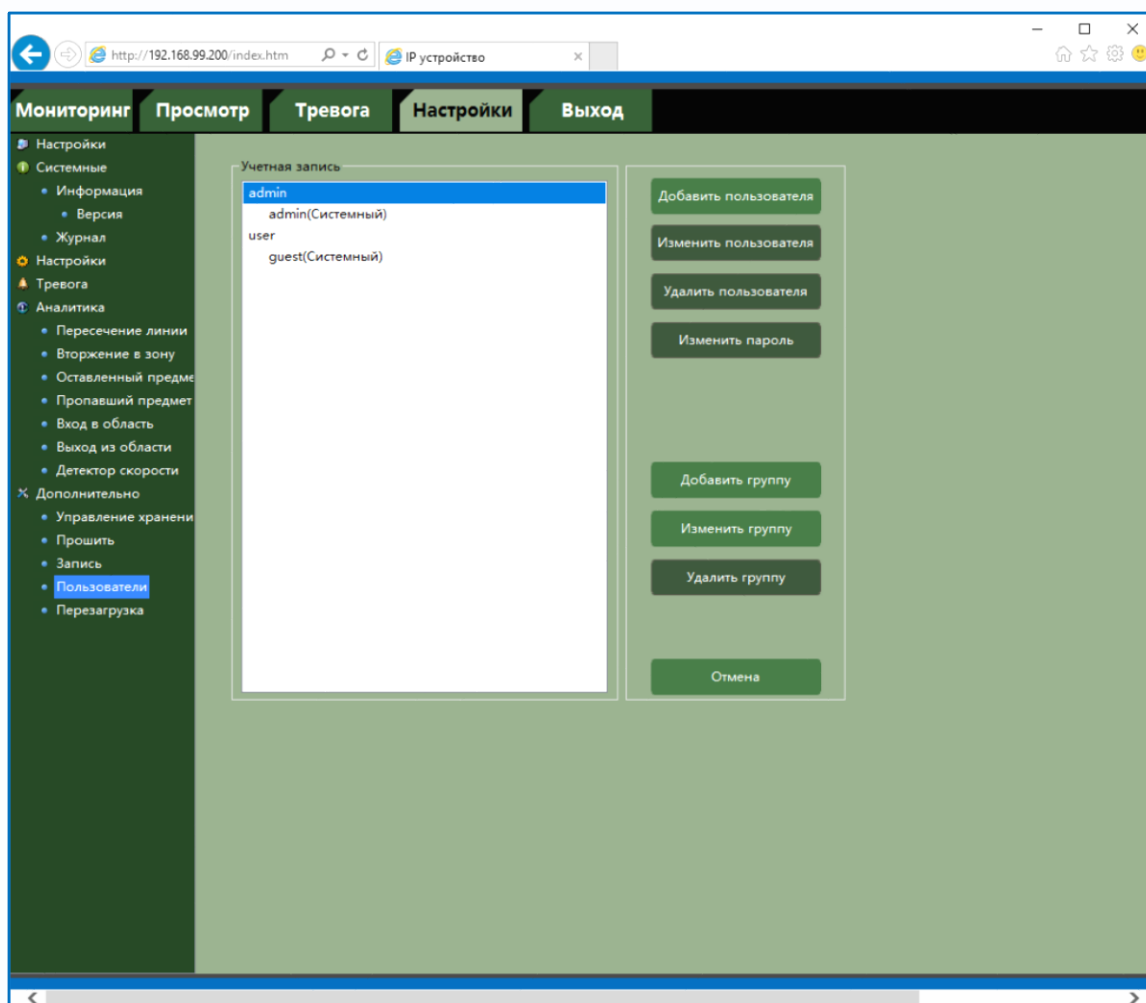 http://192.168.99.200/index.htm
IP устройство
Мониторинг Просмотр Тревога Настройки Выход
Настройки
Системные
Информация
Версия
Журнал
Настройки
Тревога
Аналитика
Пересечение линии
Вторжение в зону
Оставленный предме
Пропавший предмет
Вход в область
Выход из области
Детектор скорости
Дополнительно
Управление хранени
Прошить
Запись
Пользователи
Перезагрузка
Учетная запись
admin
admin(Системный)
user
guest(Системный)
Добавить пользователя
Изменить пользователя
Удалить пользователя
Изменить пароль
Добавить группу
Изменить группу
Удалить группу
Отмена